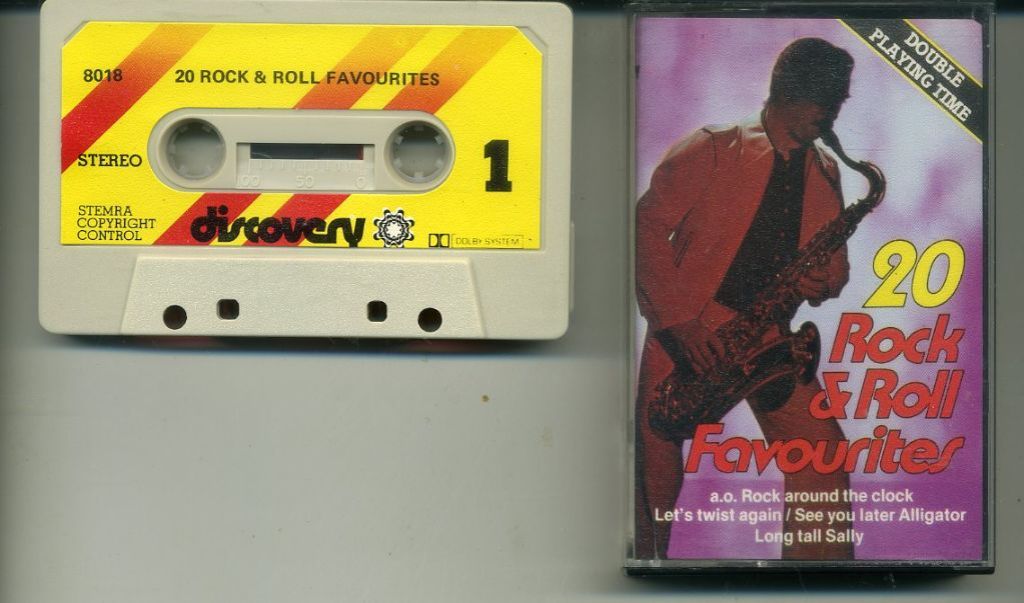 8018
20 ROCK & ROLL FAVOURITES
STEREO
1
STEMRA
COPYRIGHT
CONTROL
discovery
DOLBY SYSTEM
100 50 0
DOUBLE
PLAYING TIME
20
Rock
& Roll
Favourites
a.o. Rock around the clock
Let's twist again / See you later Alligator
Long tall Sally